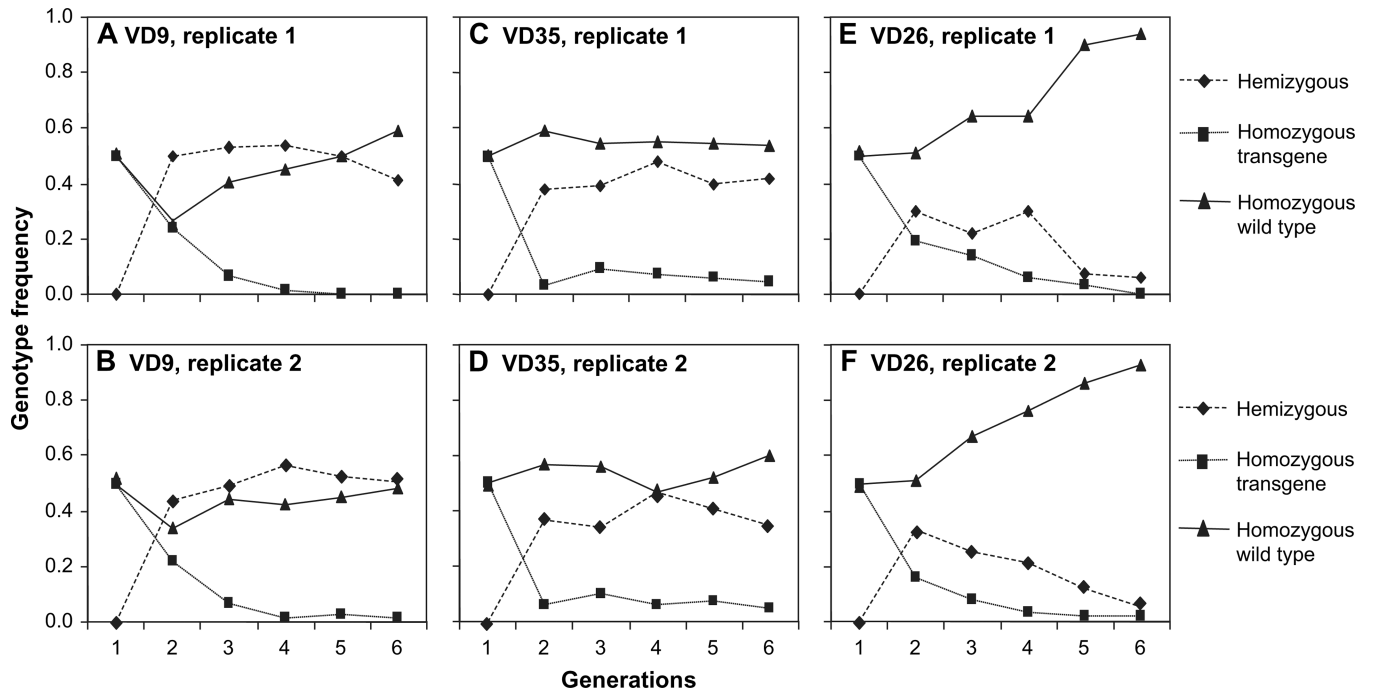 A VD9, replicate 1
C VD35, replicate 1
E VD26, replicate 1
1.0
0.8
0.6
0.4
0.2
0.0
Hemizygous
Homozygous
transgene
Homozygous
wild type
Genotype frequency
B VD9, replicate 2
D VD35, replicate 2
F VD26, replicate 2
1.0
0.8
0.6
0.4
0.2
0.0
1 2 3 4 5 6
1 2 3 4 5 6
1 2 3 4 5 6
Hemizygous
Homozygous
transgene
Homozygous
wild type
Generations